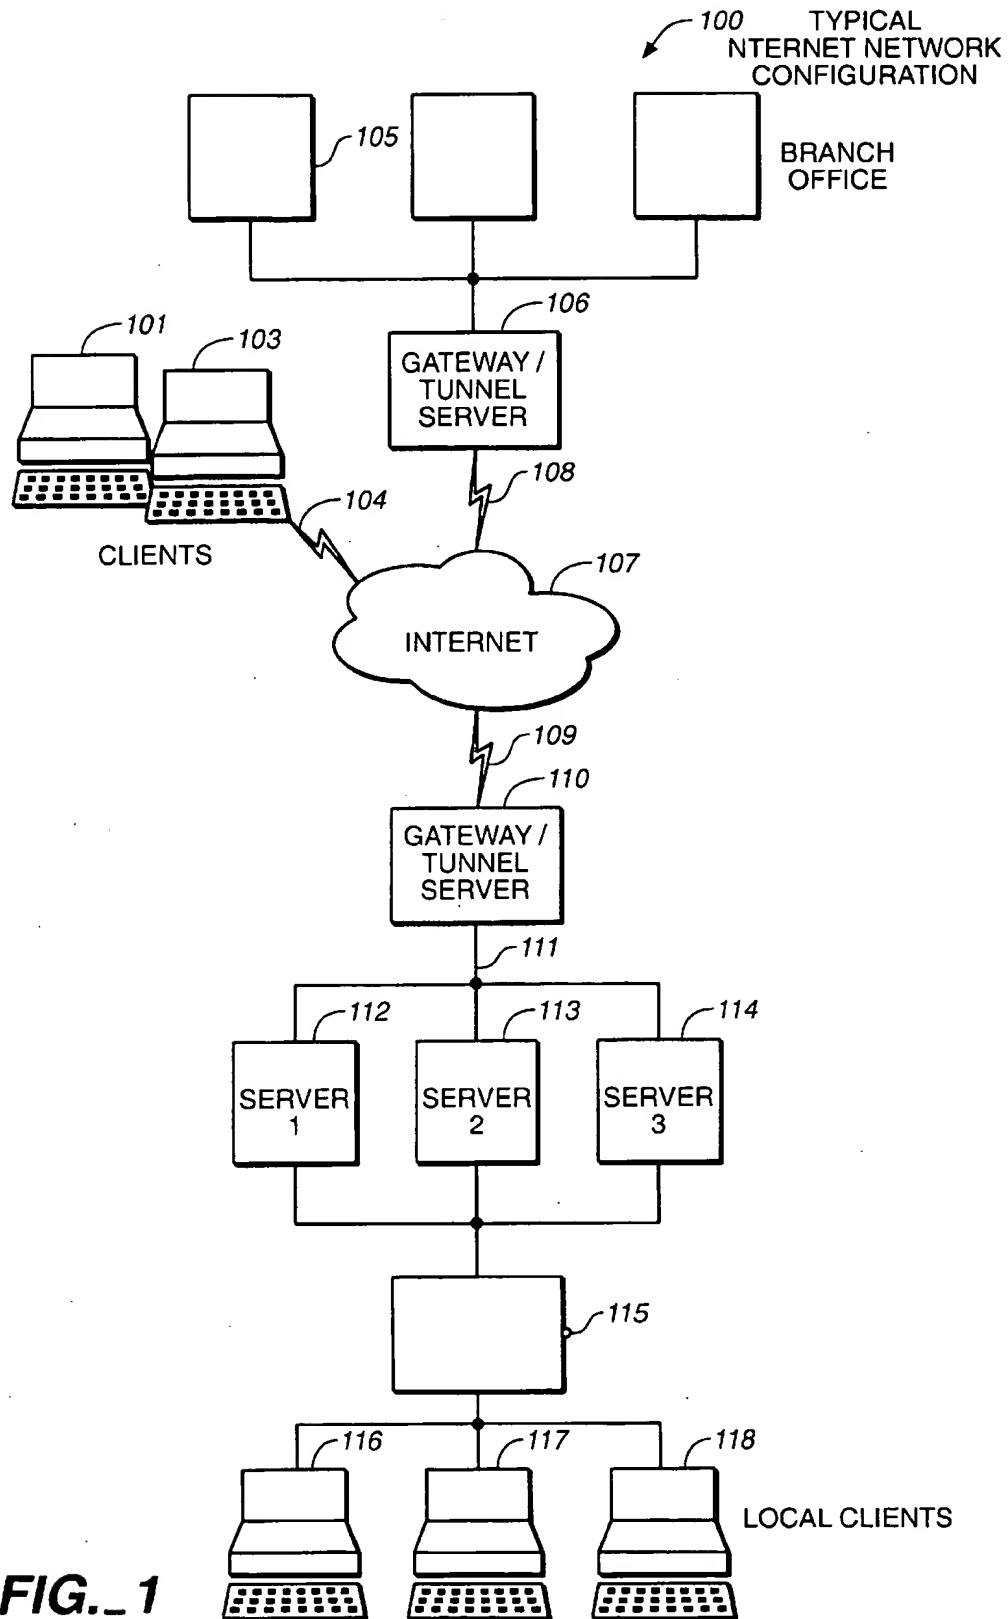 100 TYPICAL
NTERNET NETWORK
CONFIGURATION
105
BRANCH
OFFICE
106
GATEWAY /
TUNNEL
SERVER
101
103
108
104
CLIENTS
107
INTERNET
109
110
GATEWAY /
TUNNEL
SERVER
111
112
113
114
SERVER
1
SERVER
2
SERVER
3
115
116
117
118
LOCAL CLIENTS
FIG._1